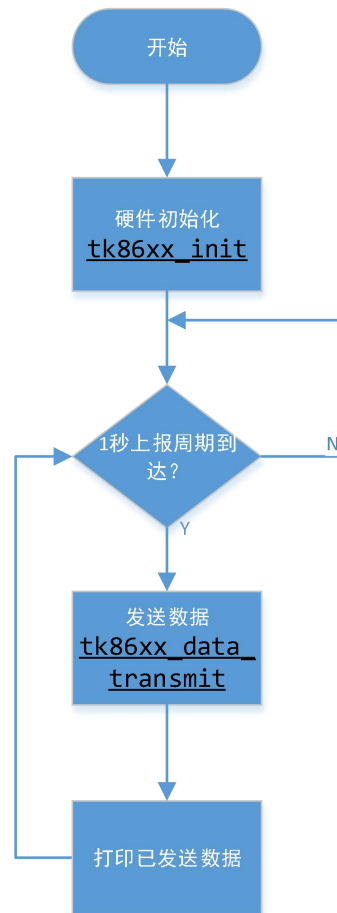 开始
硬件初始化
tk86xx_init
1秒上报周期到
达?
N
Y
发送数据
tk86xx_data_
transmit
打印已发送数据